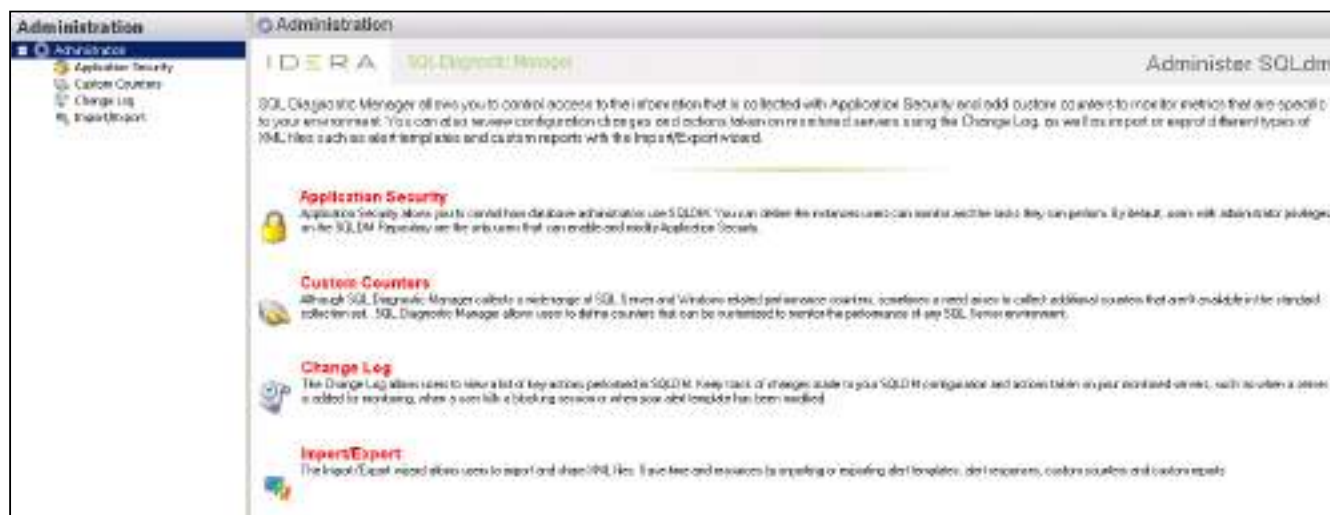 Administration
Administration
Application Security
Custom Counters
Change Log
Import/Export
Administration
IDERA SQL Diagnostic Manager Administer SQLdm
SQL Diagnostic Manager allows you to control access to the information that is collected with Application Security and add custom counters to monitor metrics that are specific
to your environment. You can also review configuration changes and actions taken on monitored servers using the Change Log, as well as import or export different types of
XML files such as alert templates and custom reports with the Import/Export wizard.
Application Security
Application Security allows you to control how database administrators use SQLDM. You can define the instances users can monitor and the tasks they can perform. By default, users with administrator privileges
on the SQLDM Repository are the only users that can enable and modify Application Security.
Custom Counters
Although SQL Diagnostic Manager collects a wide range of SQL Server and Windows related performance counters, sometimes a need arises to collect additional counters that aren't available in the standard
collection set. SQL Diagnostic Manager allows users to define counters that can be customized to monitor the performance of any SQL Server environment.
Change Log
The Change Log allows users to view a list of key actions performed in SQLDM. Keep track of changes made to your SQLDM configuration and actions taken on your monitored servers, such as when a server
is added for monitoring, when a user kills a blocking session or when your alert template has been modified.
Import/Export
The Import/Export wizard allows users to import and share XML files. Save time and resources by importing or exporting alert templates, alert responses, custom counters and custom reports